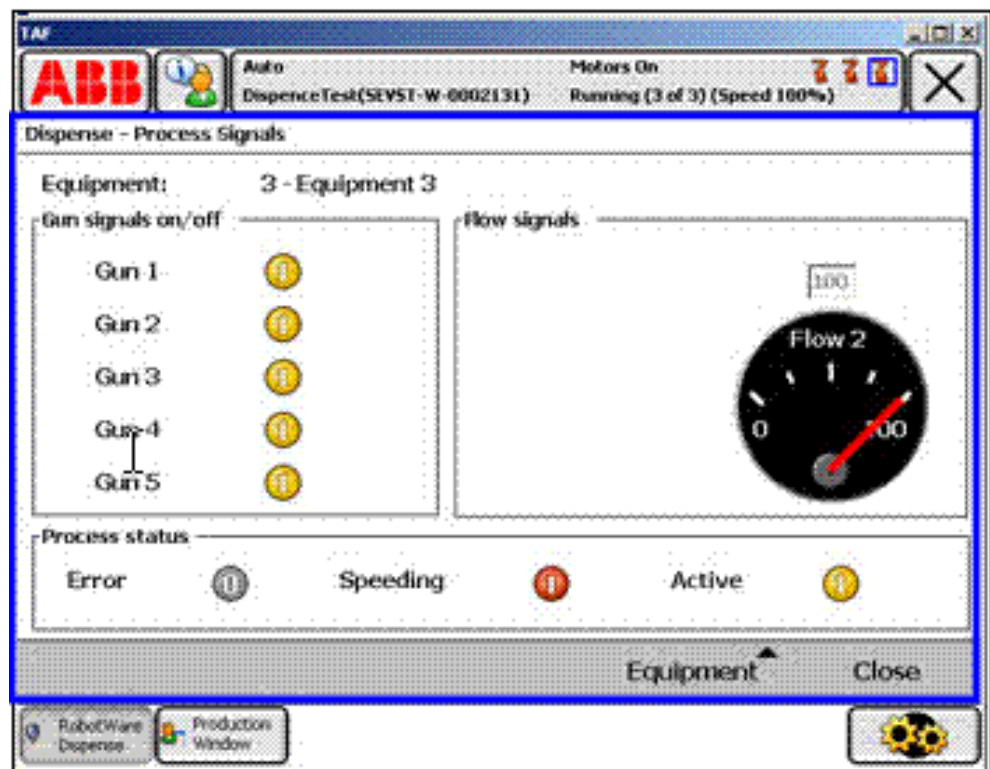 TAF
ABB
Auto
DispenceTest(SEVST-W-0002131)
Motors On
Running (3 of 3) (Speed 100%)
Dispense - Process Signals
Equipment: 3 - Equipment 3
Gun signals on/off
Gun 1
Gun 2
Gun 3
Gun 4
Gun 5
Flow signals
100
Flow 2
0
100
Process status
Error
Speeding
Active
Equipment
Close
RobotWare
Dispense
Production
Window